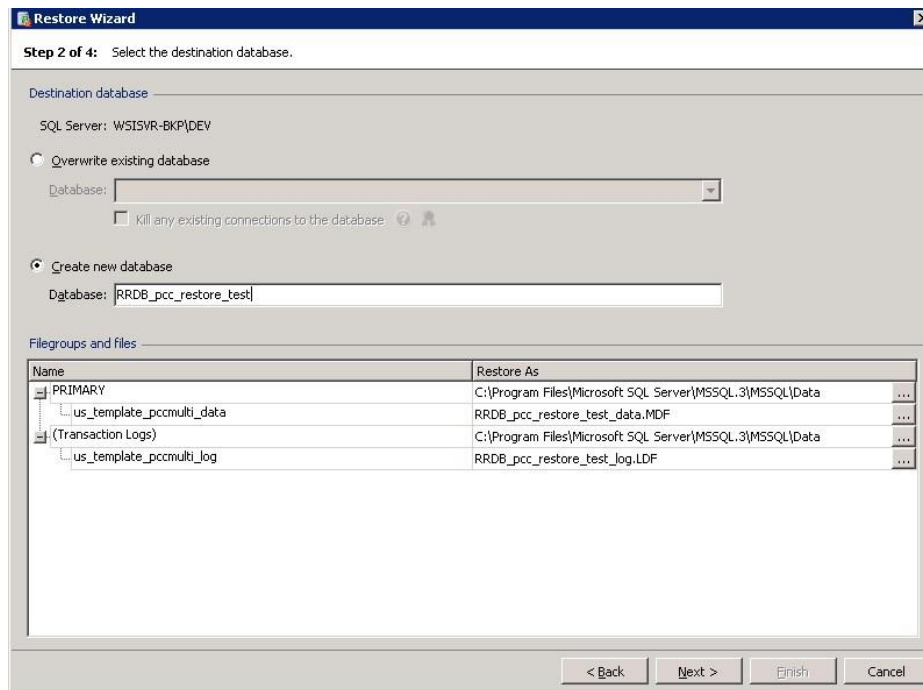 Restore Wizard
Step 2 of 4: Select the destination database.
Destination database
SQL Server: WSISVR-BKP\DEV
Overwrite existing database
Database:
Kill any existing connections to the database
Create new database
Database: RRDB_pcc_restore_test
Filegroups and files
Name Restore As
PRIMARY C:\Program Files\Microsoft SQL Server\MSSQL.3\MSSQL\Data ...
us_template_pccmulti_data RRDB_pcc_restore_test_data.MDF ...
(Transaction Logs) C:\Program Files\Microsoft SQL Server\MSSQL.3\MSSQL\Data ...
us_template_pccmulti_log RRDB_pcc_restore_test_log.LDF ...
< Back Next > Finish Cancel